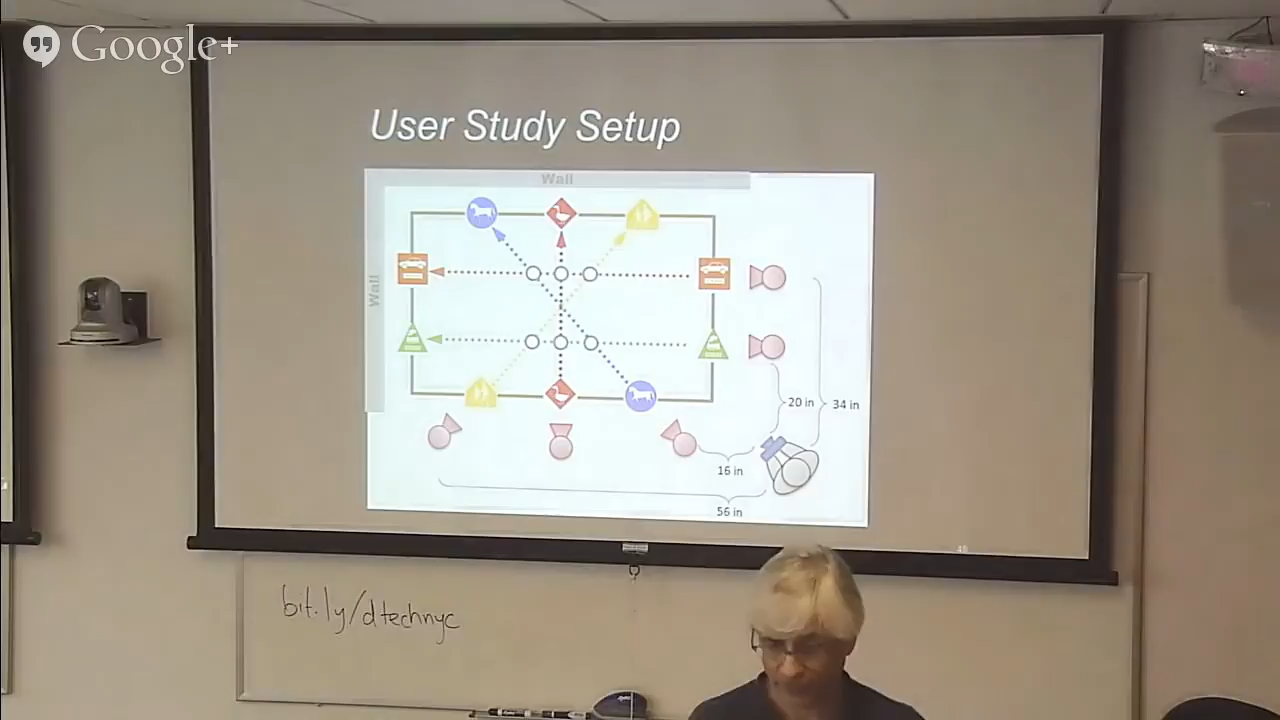 Google+
User Study Setup
Wall
Wall
20 in
34 in
16 in
56 in
bit.ly/dtechnyc